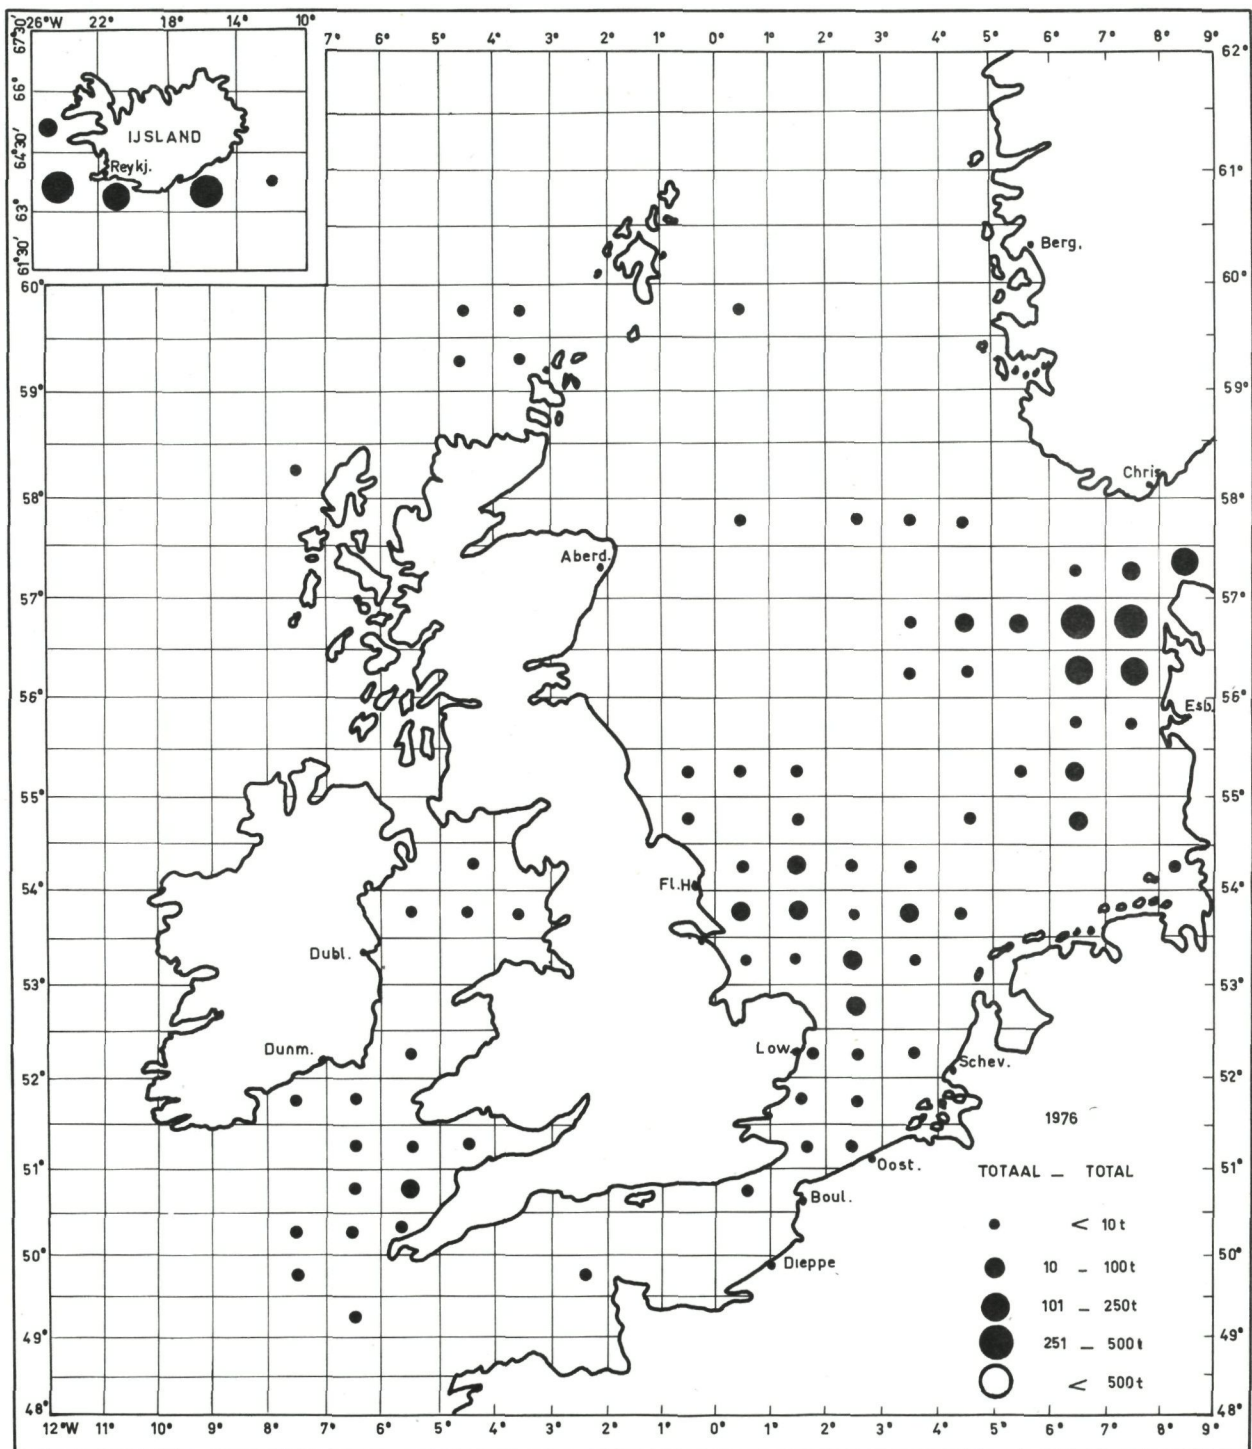 26°W 22° 18° 14° 10°
67°30'
66°
64°30'
63°
61°30'
IJSLAND
Reykj.
7° 6° 5° 4° 3° 2° 1° 0° 1° 2° 3° 4° 5° 6° 7° 8° 9°
62°
61°
Berg.
60° 60°
59° 59°
Chris
58° 58°
Aberd.
57° 57°
56° 56°
Esb.
55° 55°
54° 54°
Fl.H
Dubl.
53° 53°
Dunm.
Low.
Schev.
52° 52°
1976
51° 51°
Oost.
TOTAAL – TOTAL
Boul.
< 10t
50° 50°
Dieppe
10 – 100t
101 – 250t
49° 49°
251 – 500t
< 500t
48° 48°
12°W 11° 10° 9° 8° 7° 6° 5° 4° 3° 2° 1° 0° 1° 2° 3° 4° 5° 6° 7° 8° 9°